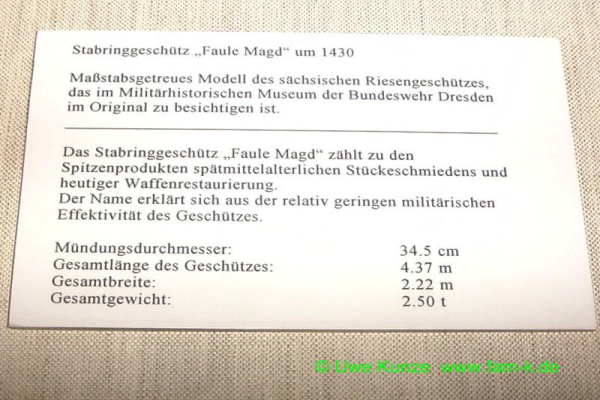 Stabringgeschütz „Faule Magd“ um 1430
Maßstabsgetreues Modell des sächsischen Riesengeschützes,
das im Militärhistorischen Museum der Bundeswehr Dresden
im Original zu besichtigen ist.
Das Stabringgeschütz „Faule Magd“ zählt zu den
Spitzenprodukten spätmittelalterlichen Stückeschmiedens und
heutiger Waffenrestaurierung.
Der Name erklärt sich aus der relativ geringen militärischen
Effektivität des Geschützes.
Mündungsdurchmesser: 34.5 cm
Gesamtlänge des Geschützes: 4.37 m
Gesamtbreite: 2.22 m
Gesamtgewicht: 2.50 t
© Uwe Kunze